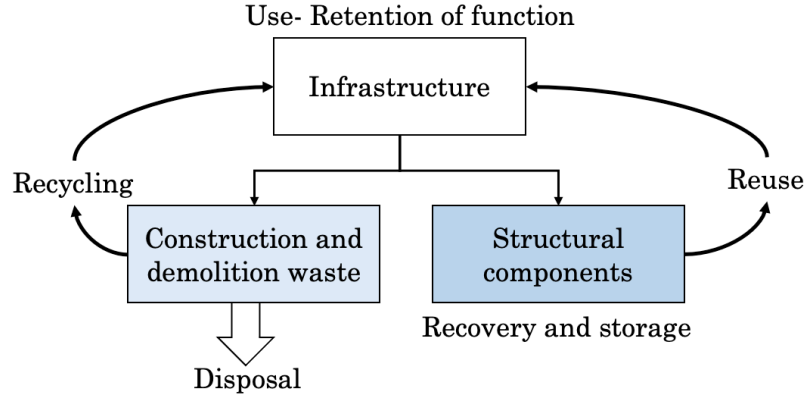 Use- Retention of function
Infrastructure
Recycling
Reuse
Construction and
demolition waste
Structural
components
Recovery and storage
Disposal